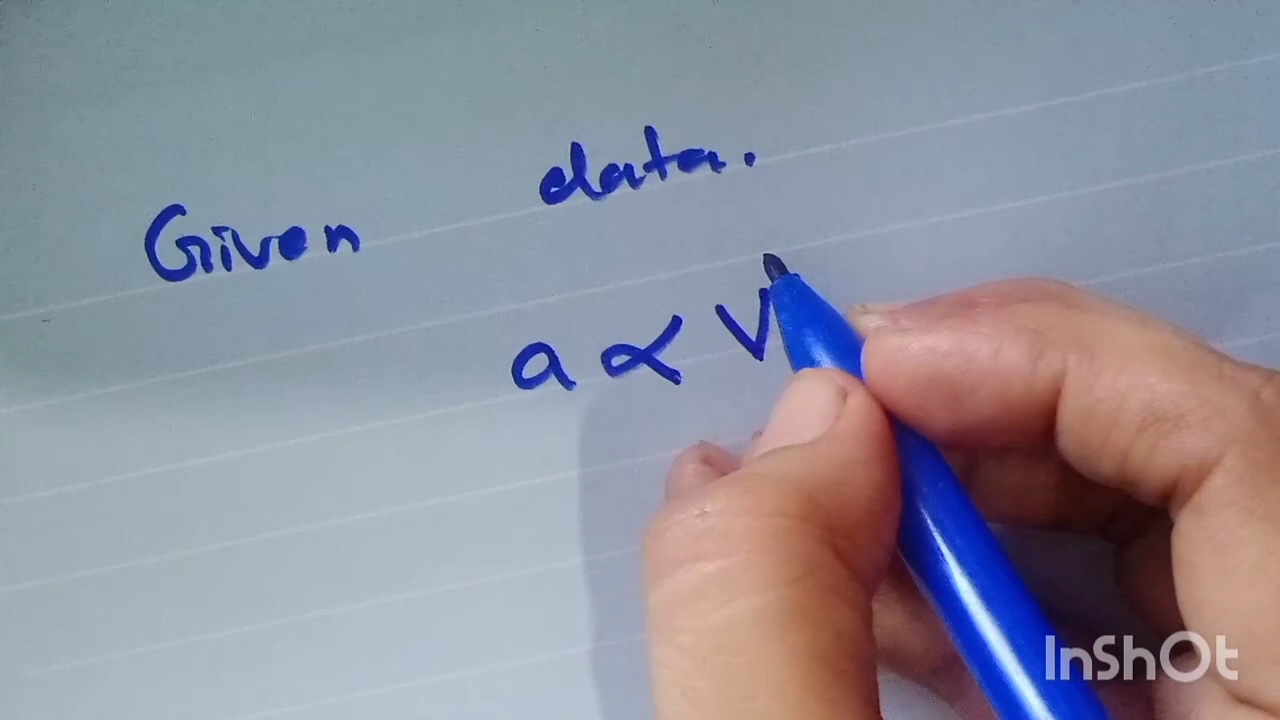 Given data.
a ∝ V
InShOt